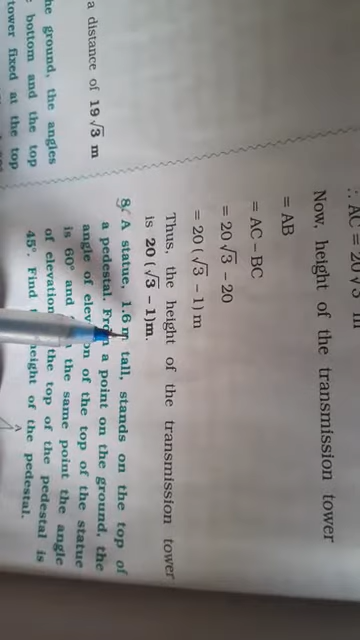 a distance of 19√3 m
the ground, the angles
bottom and the top
tower fixed at the top
∴ AC = 20√3 m
Now, height of the transmission tower
= AB
= AC – BC
= 20√3 – 20
= 20(√3 – 1) m
Thus, the height of the transmission tower
is 20(√3 – 1)m.
8. A statue, 1.6 m tall, stands on the top of
a pedestal. From a point on the ground, the
angle of elev on of the top of the statue
is 60° and the same point the angle
of elevation the top of the pedestal is
45°. Find height of the pedestal.
A